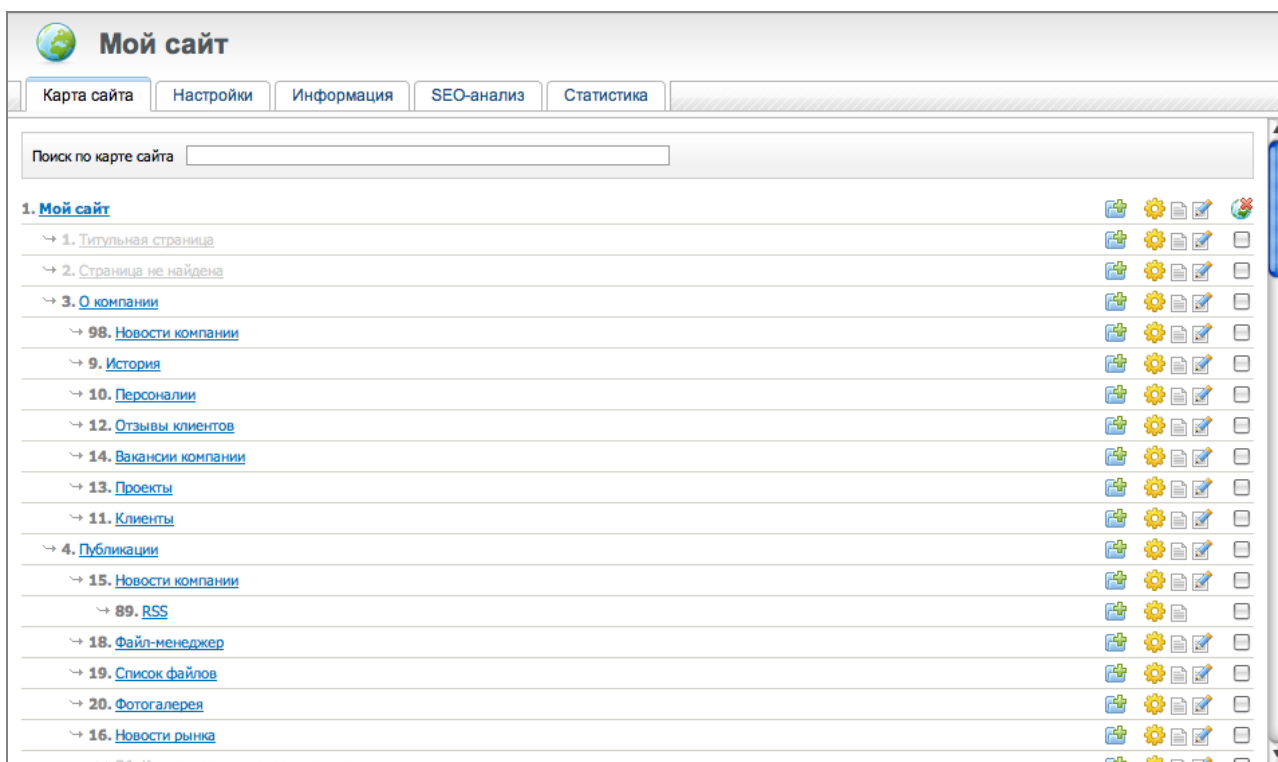 Мой сайт
Карта сайта Настройки Информация SEO-анализ Статистика
Поиск по карте сайта
1. Мой сайт
1. Титульная страница
2. Страница не найдена
3. О компании
98. Новости компании
9. История
10. Персоналии
12. Отзывы клиентов
14. Вакансии компании
13. Проекты
11. Клиенты
4. Публикации
15. Новости компании
89. RSS
18. Файл-менеджер
19. Список файлов
20. Фотогалерея
16. Новости рынка